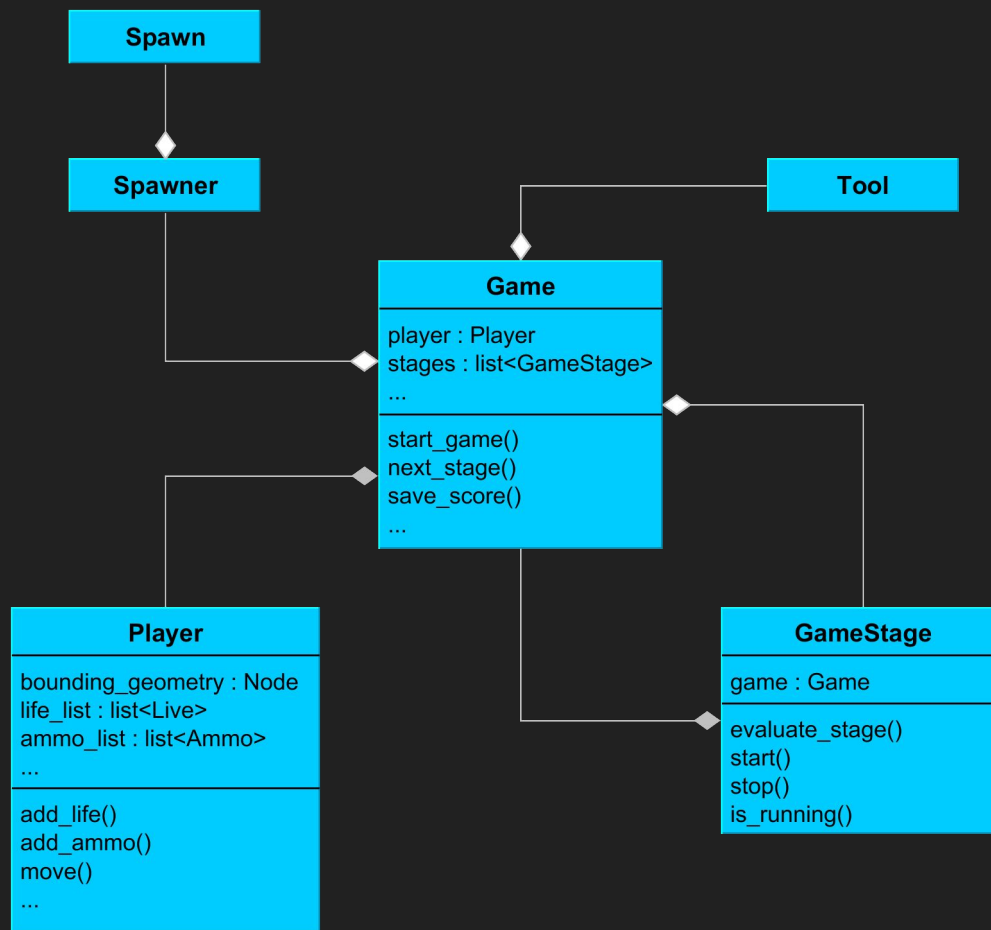 Spawn
Spawner
Tool
Game
player : Player
stages : list<GameStage>
...
start_game()
next_stage()
save_score()
...
Player
bounding_geometry : Node
life_list : list<Live>
ammo_list : list<Ammo>
...
add_life()
add_ammo()
move()
...
GameStage
game : Game
evaluate_stage()
start()
stop()
is_running()